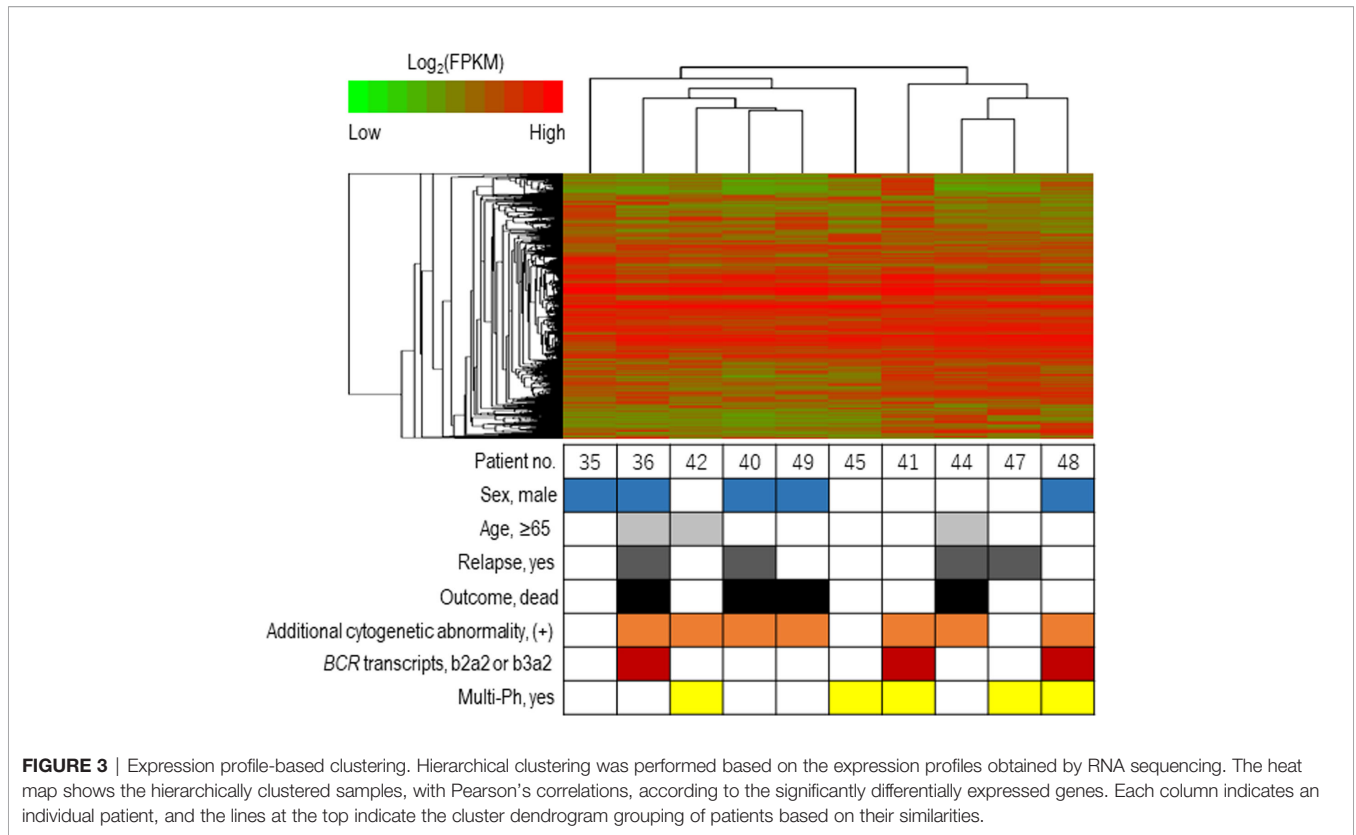 Log2(FPKM)
Low High
Patient no. 35 36 42 40 49 45 41 44 47 48
Sex, male
Age, ≥65
Relapse, yes
Outcome, dead
Additional cytogenetic abnormality, (+)
BCR transcripts, b2a2 or b3a2
Multi-Ph, yes
FIGURE 3 | Expression profile-based clustering. Hierarchical clustering was performed based on the expression profiles obtained by RNA sequencing. The heat
map shows the hierarchically clustered samples, with Pearson's correlations, according to the significantly differentially expressed genes. Each column indicates an
individual patient, and the lines at the top indicate the cluster dendrogram grouping of patients based on their similarities.